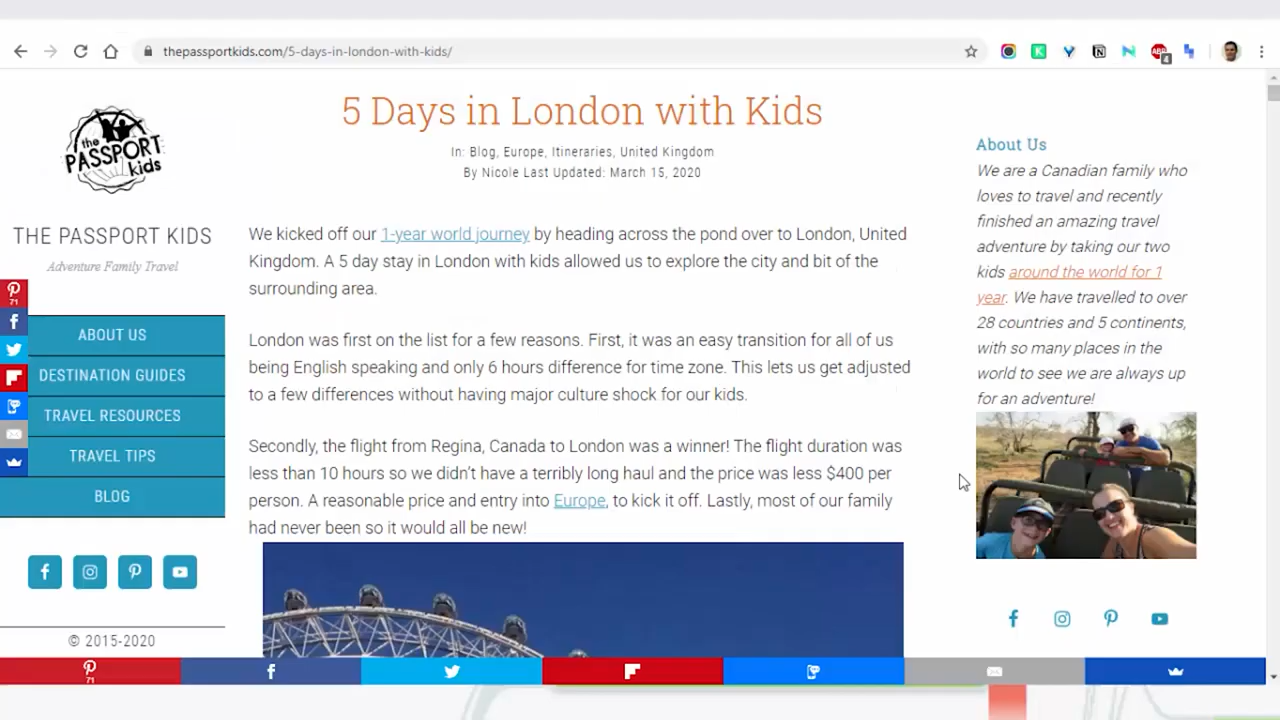 thepassportkids.com/5-days-in-london-with-kids/
4
the
PASSPORT
kids
THE PASSPORT KIDS
Adventure Family Travel
71
ABOUT US
DESTINATION GUIDES
TRAVEL RESOURCES
TRAVEL TIPS
BLOG
© 2015-2020
5 Days in London with Kids
In: Blog, Europe, Itineraries, United Kingdom
By Nicole Last Updated: March 15, 2020
We kicked off our 1-year world journey by heading across the pond over to London, United
Kingdom. A 5 day stay in London with kids allowed us to explore the city and bit of the
surrounding area.
London was first on the list for a few reasons. First, it was an easy transition for all of us
being English speaking and only 6 hours difference for time zone. This lets us get adjusted
to a few differences without having major culture shock for our kids.
Secondly, the flight from Regina, Canada to London was a winner! The flight duration was
less than 10 hours so we didn't have a terribly long haul and the price was less $400 per
person. A reasonable price and entry into Europe, to kick it off. Lastly, most of our family
had never been so it would all be new!
About Us
We are a Canadian family who
loves to travel and recently
finished an amazing travel
adventure by taking our two
kids around the world for 1
year. We have travelled to over
28 countries and 5 continents,
with so many places in the
world to see we are always up
for an adventure!
71